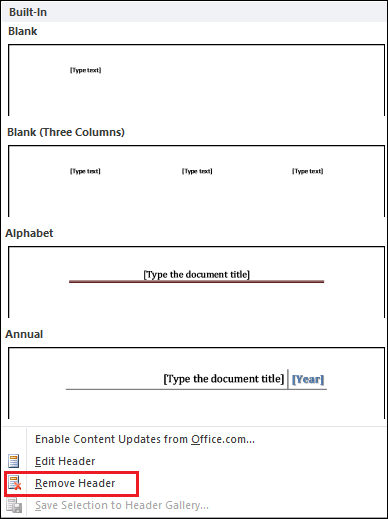 Built-In
Blank
[Type text]
Blank (Three Columns)
[Type text] [Type text] [Type text]
Alphabet
[Type the document title]
Annual
[Type the document title] [Year]
Enable Content Updates from Office.com...
Edit Header
Remove Header
Save Selection to Header Gallery...